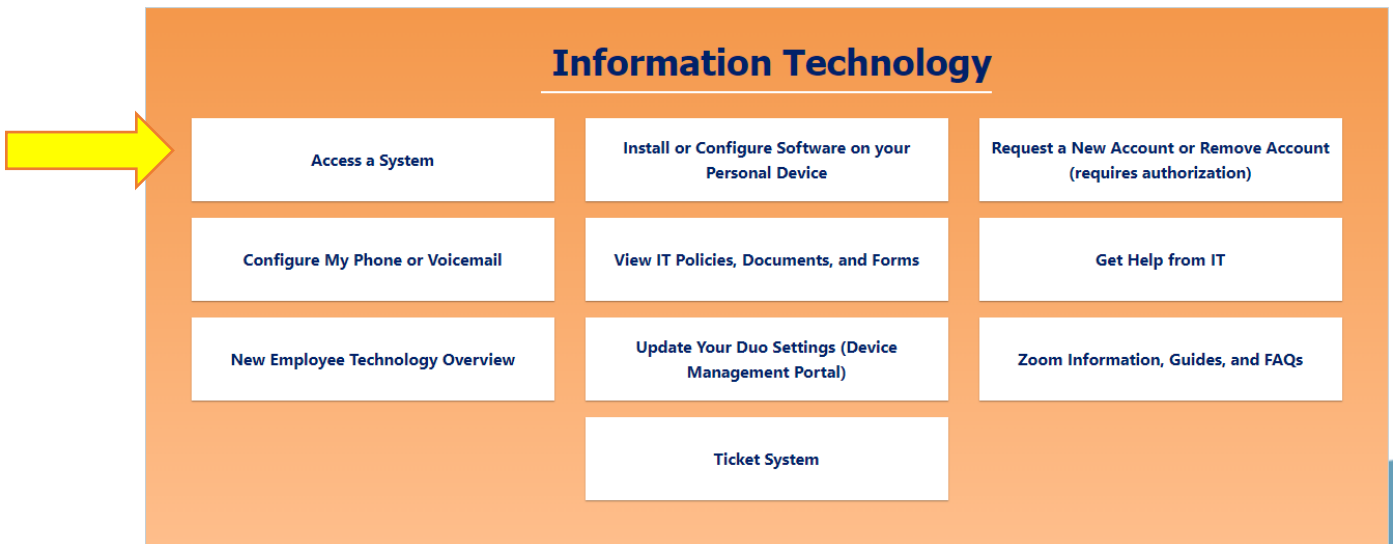 Information Technology
Access a System
Install or Configure Software on your
Personal Device
Request a New Account or Remove Account
(requires authorization)
Configure My Phone or Voicemail
View IT Policies, Documents, and Forms
Get Help from IT
New Employee Technology Overview
Update Your Duo Settings (Device
Management Portal)
Zoom Information, Guides, and FAQs
Ticket System